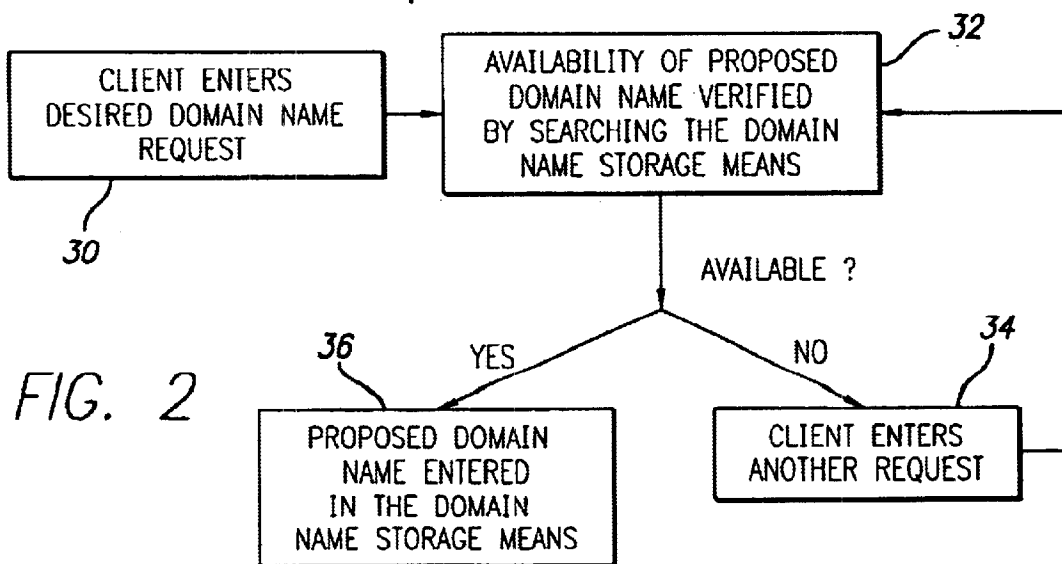 32
CLIENT ENTERS
DESIRED DOMAIN NAME
REQUEST
30
AVAILABILITY OF PROPOSED
DOMAIN NAME VERIFIED
BY SEARCHING THE DOMAIN
NAME STORAGE MEANS
AVAILABLE ?
YES
NO
36
34
FIG. 2
PROPOSED DOMAIN
NAME ENTERED
IN THE DOMAIN
NAME STORAGE MEANS
CLIENT ENTERS
ANOTHER REQUEST